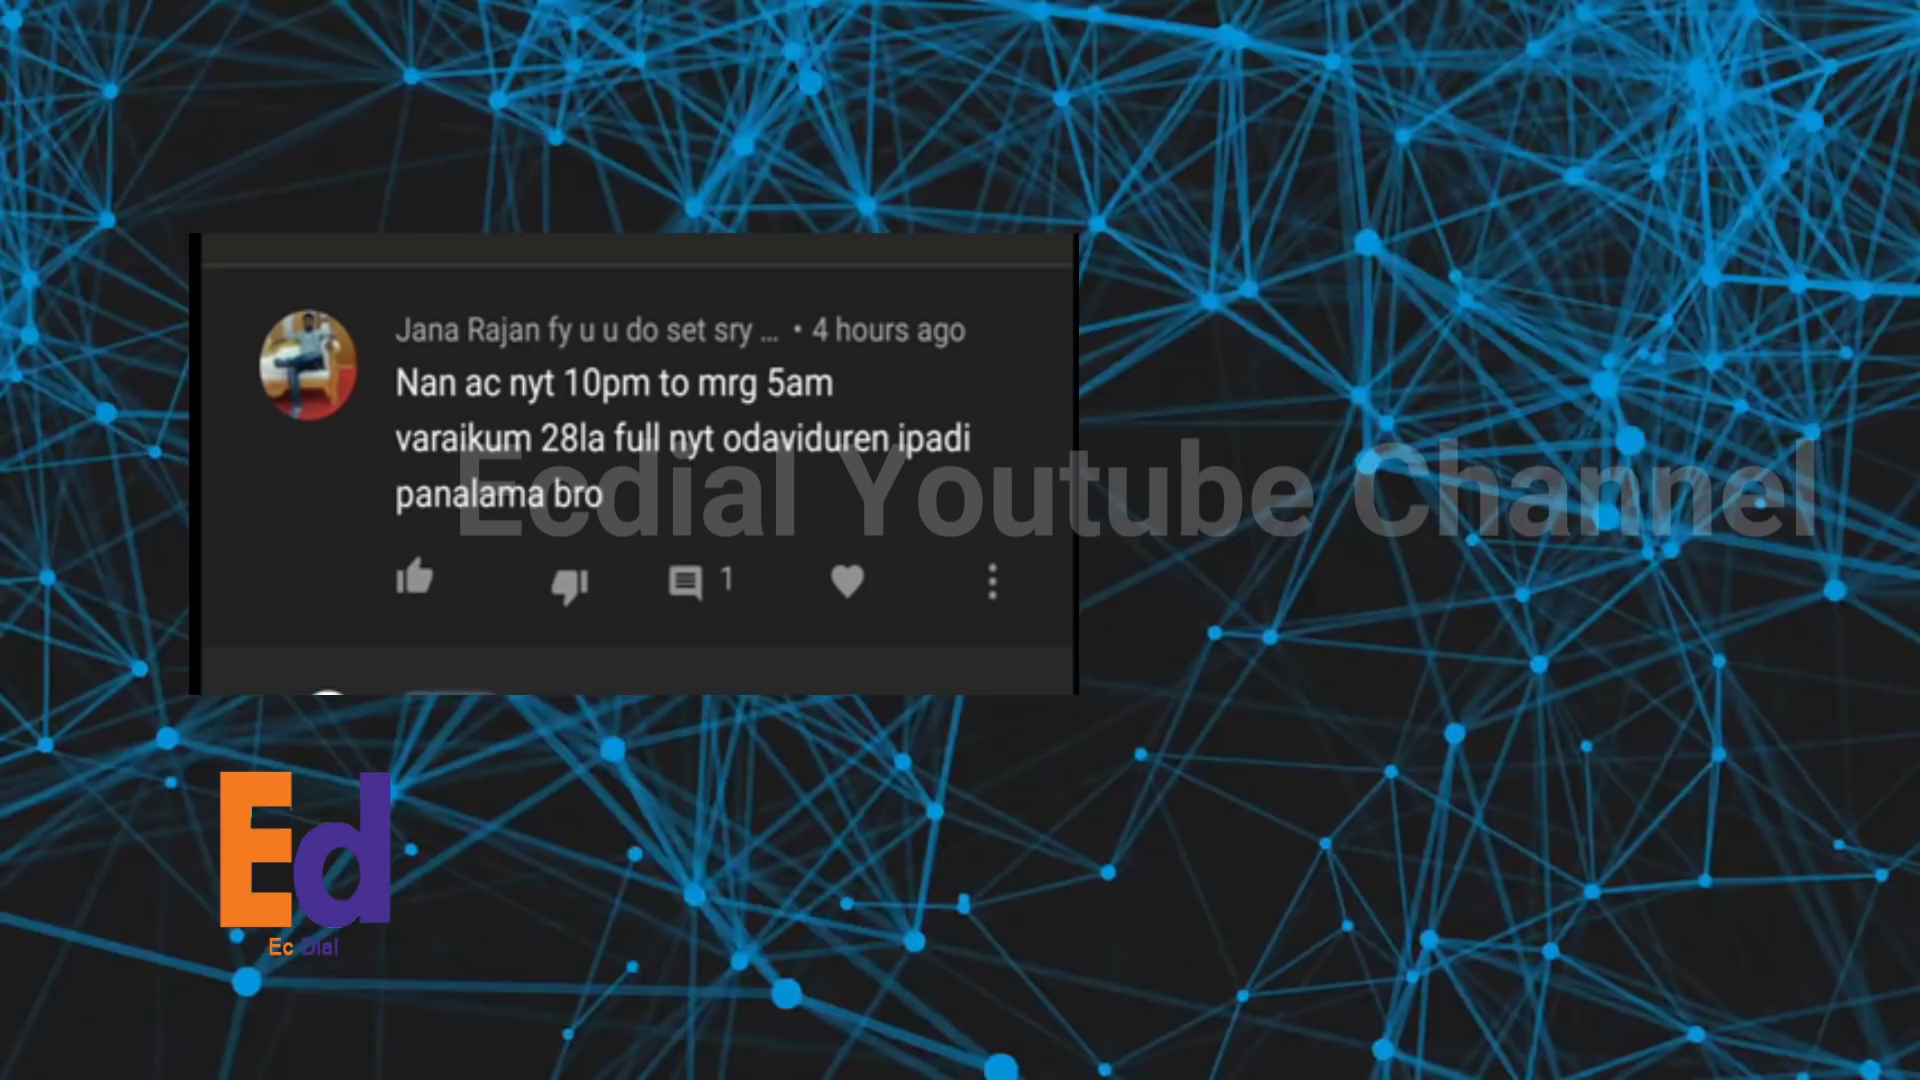 Jana Rajan fy u u do set sry ... • 4 hours ago
Nan ac nyt 10pm to mrg 5am
varaikum 28la full nyt odaviduren ipadi
panalama bro
Ecdial Youtube Channel
1
Ed
Ec Dial